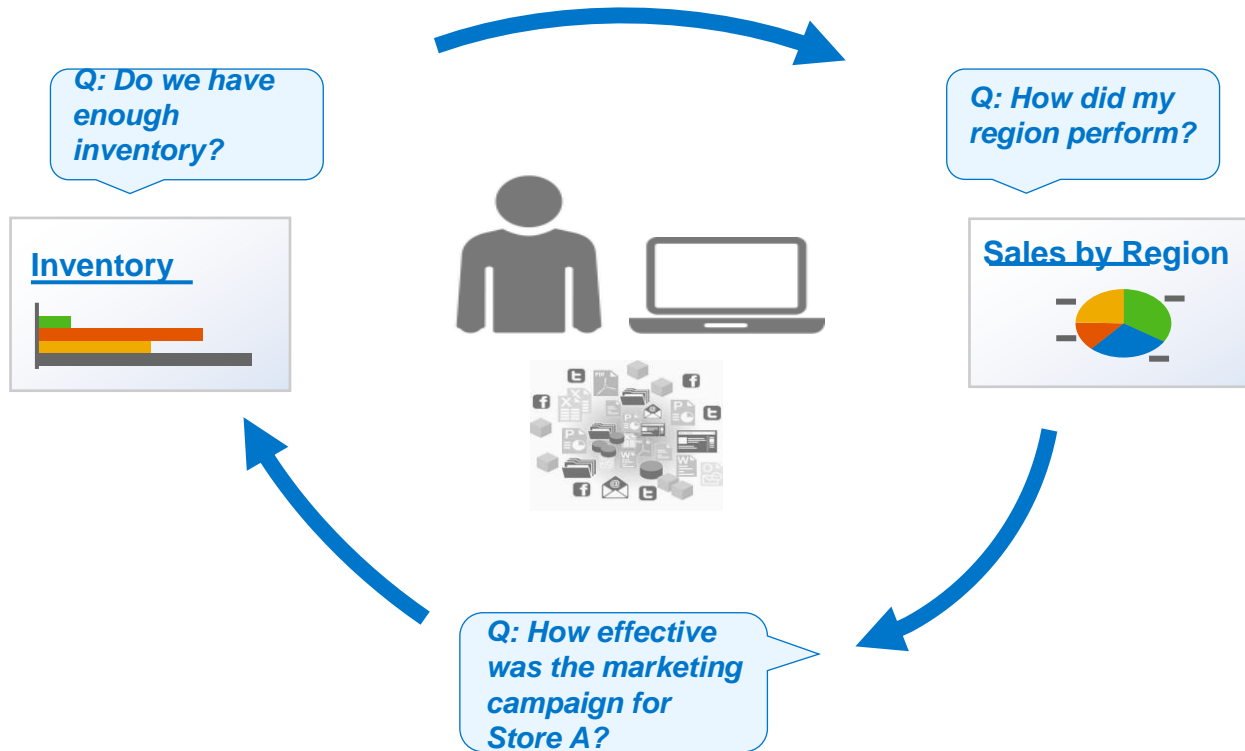 Q: Do we have
enough
inventory?
Q: How did my
region perform?
Inventory
Sales by Region
Q: How effective
was the marketing
campaign for
Store A?